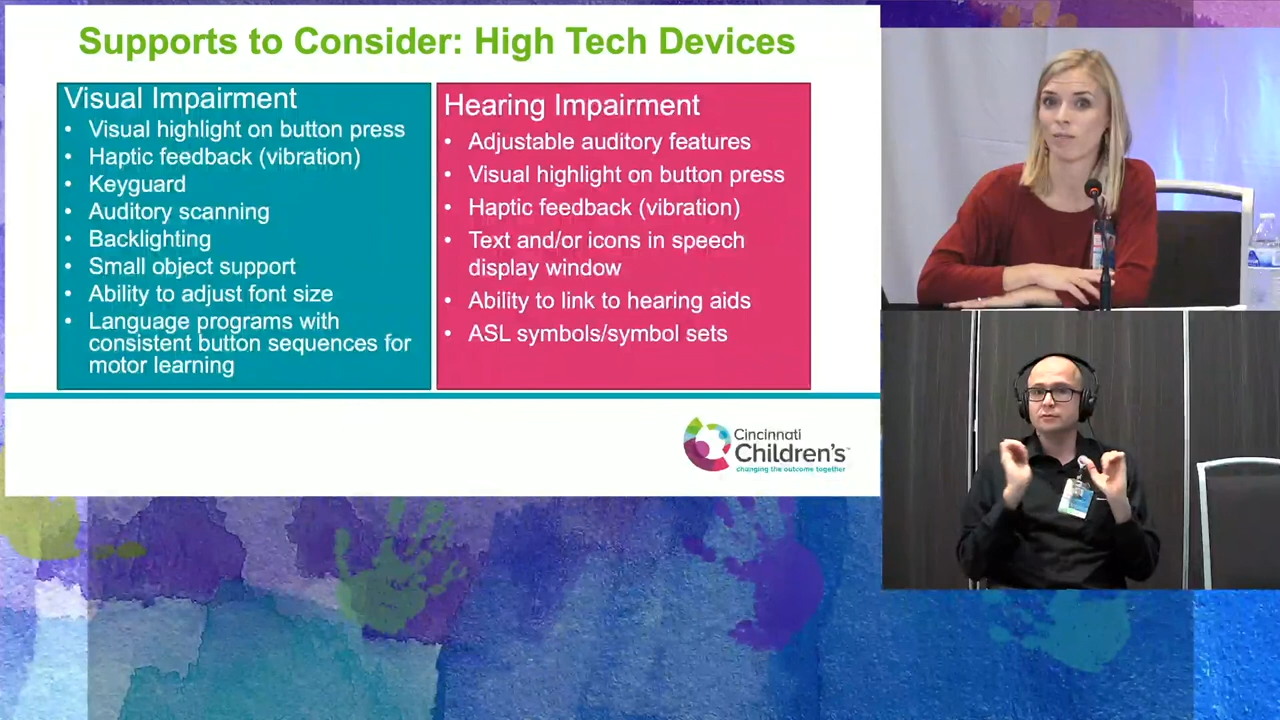 Supports to Consider: High Tech Devices
Visual Impairment
• Visual highlight on button press
• Haptic feedback (vibration)
• Keyguard
• Auditory scanning
• Backlighting
• Small object support
• Ability to adjust font size
• Language programs with
consistent button sequences for
motor learning
Hearing Impairment
• Adjustable auditory features
• Visual highlight on button press
• Haptic feedback (vibration)
• Text and/or icons in speech
display window
• Ability to link to hearing aids
• ASL symbols/symbol sets
Cincinnati
Children's™
changing the outcome together